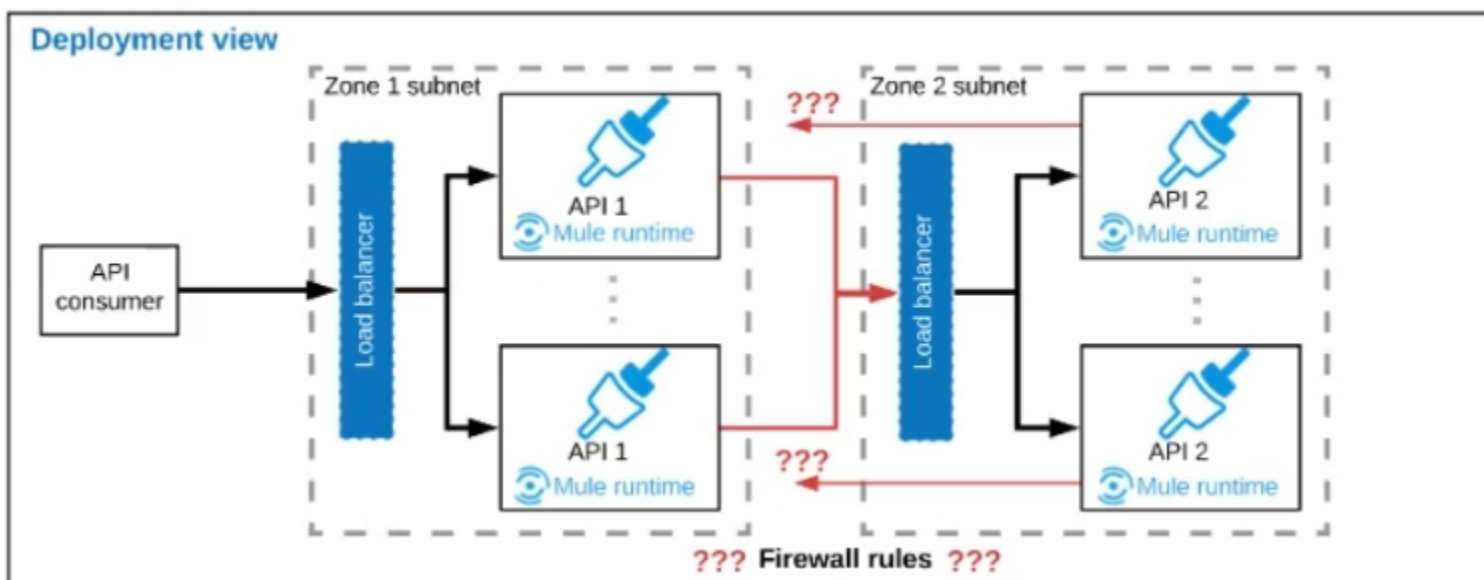 Deployment view
Zone 1 subnet
Zone 2 subnet
???
API 1
Mule runtime
API 2
Mule runtime
Load balancer
Load balancer
API
consumer
API 1
Mule runtime
???
API 2
Mule runtime
??? Firewall rules ???